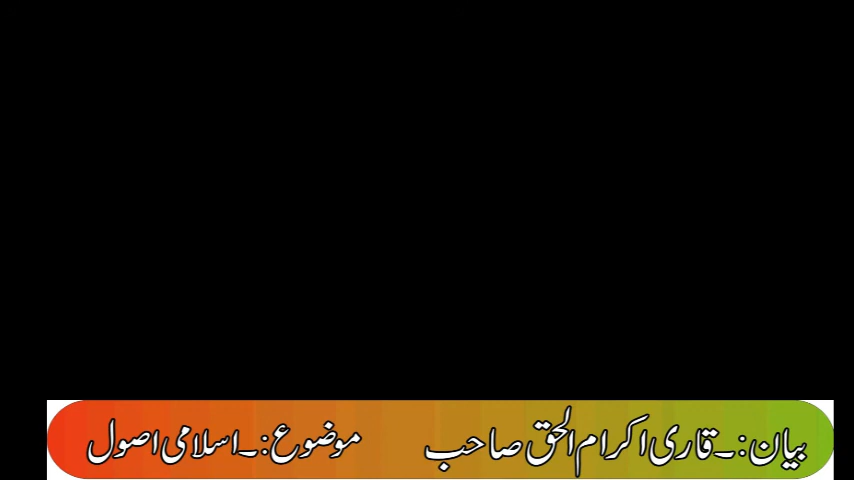 بیان:۔قاری اکرام الحق صاحب موضوع:۔اسلامی اصول